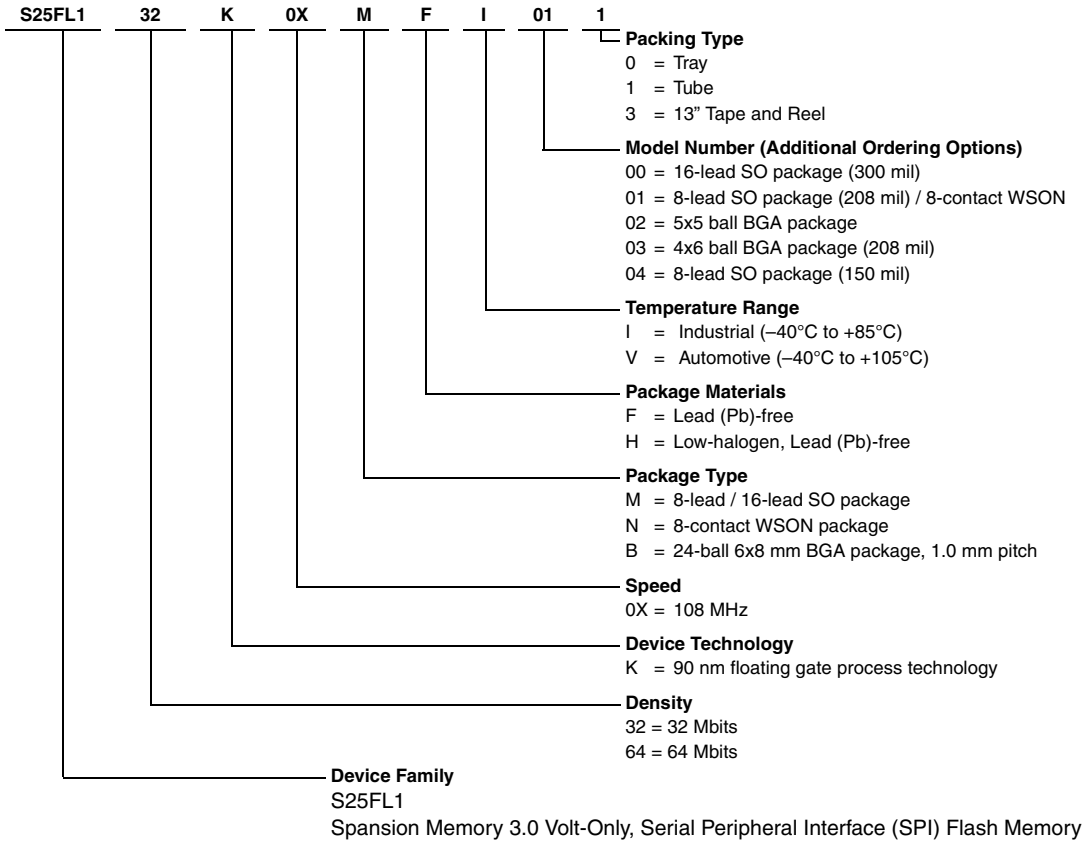 S25FL1 32 K 0X M F I 01 1
Packing Type
0 = Tray
1 = Tube
3 = 13” Tape and Reel
Model Number (Additional Ordering Options)
00 = 16-lead SO package (300 mil)
01 = 8-lead SO package (208 mil) / 8-contact WSON
02 = 5x5 ball BGA package
03 = 4x6 ball BGA package (208 mil)
04 = 8-lead SO package (150 mil)
Temperature Range
I = Industrial (–40°C to +85°C)
V = Automotive (–40°C to +105°C)
Package Materials
F = Lead (Pb)-free
H = Low-halogen, Lead (Pb)-free
Package Type
M = 8-lead / 16-lead SO package
N = 8-contact WSON package
B = 24-ball 6x8 mm BGA package, 1.0 mm pitch
Speed
0X = 108 MHz
Device Technology
K = 90 nm floating gate process technology
Density
32 = 32 Mbits
64 = 64 Mbits
Device Family
S25FL1
Spansion Memory 3.0 Volt-Only, Serial Peripheral Interface (SPI) Flash Memory